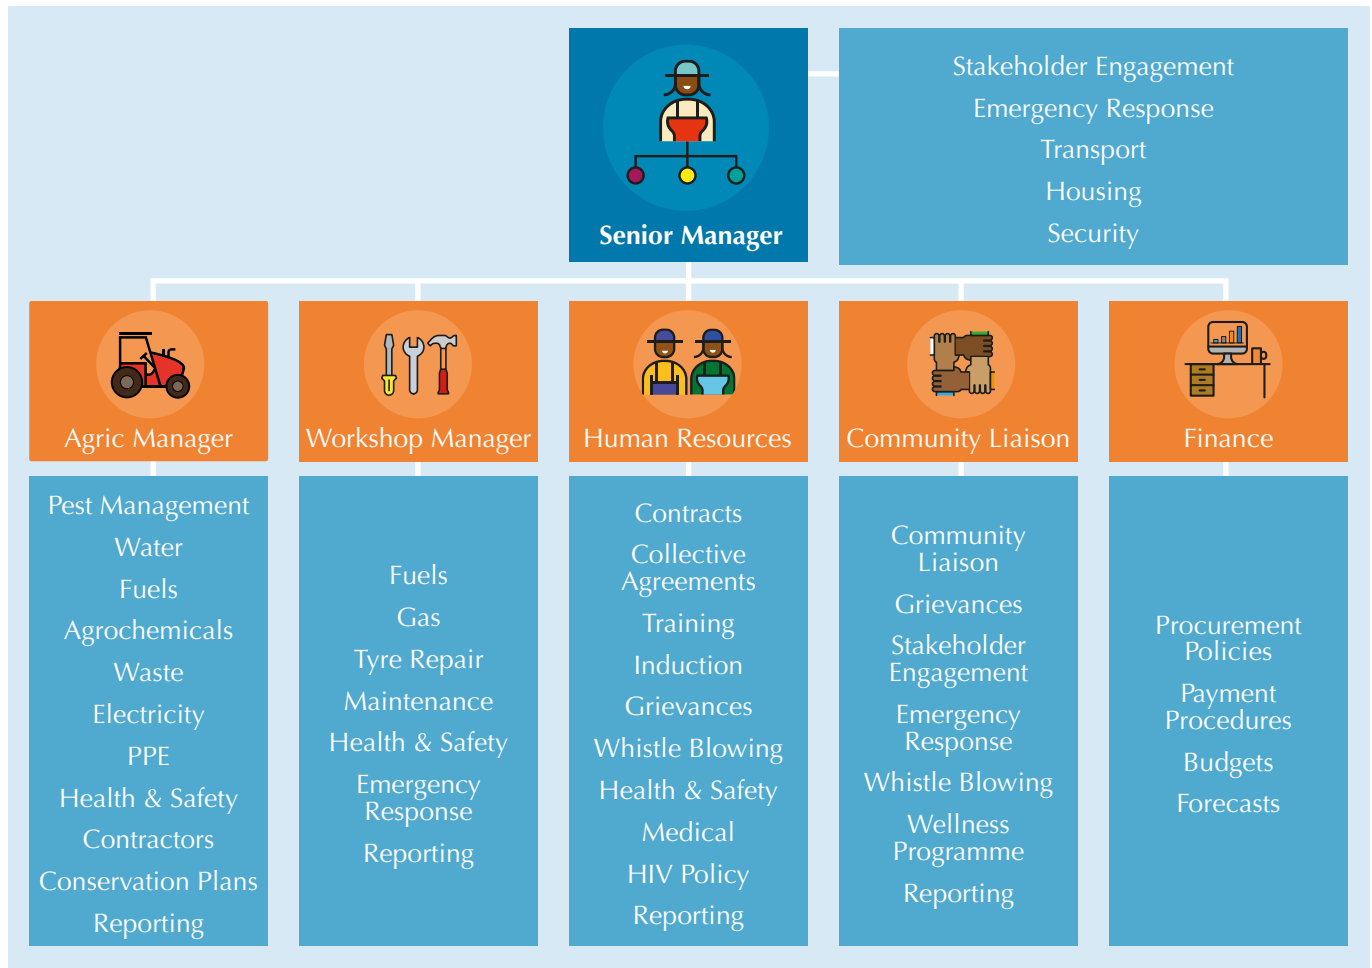 Senior Manager
Stakeholder Engagement
Emergency Response
Transport
Housing
Security
Agric Manager
Pest Management
Water
Fuels
Agrochemicals
Waste
Electricity
PPE
Health & Safety
Contractors
Conservation Plans
Reporting
Workshop Manager
Fuels
Gas
Tyre Repair
Maintenance
Health & Safety
Emergency
Response
Reporting
Human Resources
Contracts
Collective
Agreements
Training
Induction
Grievances
Whistle Blowing
Health & Safety
Medical
HIV Policy
Reporting
Community Liaison
Community
Liaison
Grievances
Stakeholder
Engagement
Emergency
Response
Whistle Blowing
Wellness
Programme
Reporting
Finance
Procurement
Policies
Payment
Procedures
Budgets
Forecasts